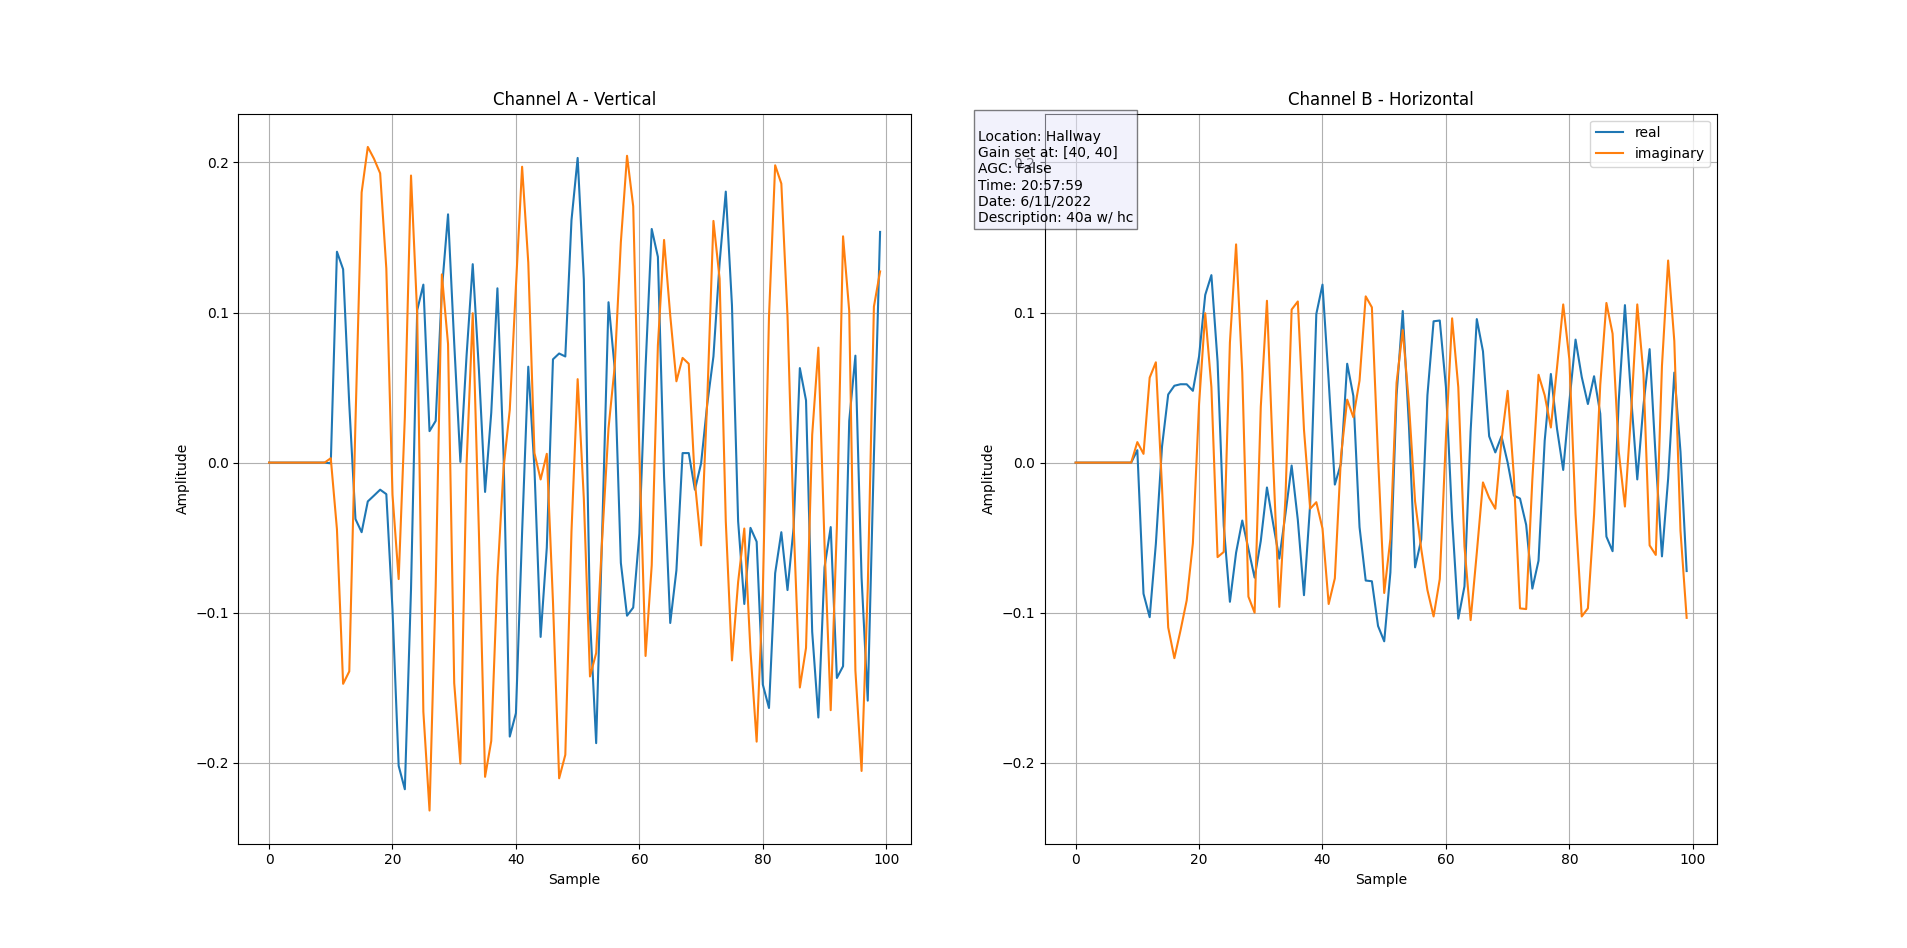 Channel A - Vertical
Amplitude
0.2
0.1
0.0
−0.1
−0.2
0
20
40
60
80
100
Sample
Channel B - Horizontal
real
imaginary
Location: Hallway
Gain set at: [40, 40]
AGC: False
Time: 20:57:59
Date: 6/11/2022
Description: 40a w/ hc
Amplitude
0.2
0.1
0.0
−0.1
−0.2
0
20
40
60
80
100
Sample